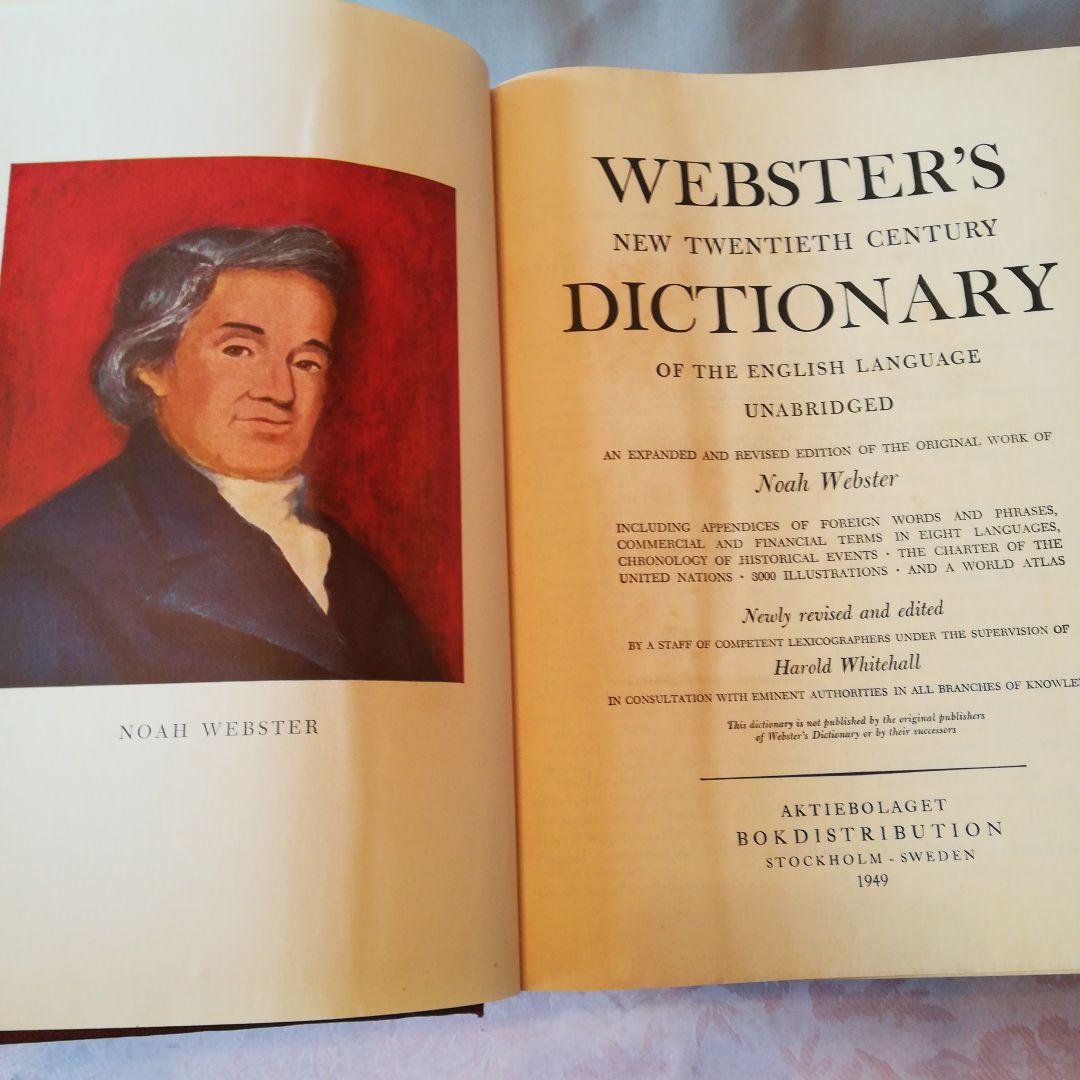 NOAH WEBSTER
WEBSTER'S
NEW TWENTIETH CENTURY
DICTIONARY
OF THE ENGLISH LANGUAGE
UNABRIDGED
AN EXPANDED AND REVISED EDITION OF THE ORIGINAL WORK OF
Noah Webster
INCLUDING APPENDICES OF FOREIGN WORDS AND PHRASES,
COMMERCIAL AND FINANCIAL TERMS IN EIGHT LANGUAGES,
CHRONOLOGY OF HISTORICAL EVENTS · THE CHARTER OF THE
UNITED NATIONS · 3000 ILLUSTRATIONS · AND A WORLD ATLAS
Newly revised and edited
BY A STAFF OF COMPETENT LEXICOGRAPHERS UNDER THE SUPERVISION OF
Harold Whitehall
IN CONSULTATION WITH EMINENT AUTHORITIES IN ALL BRANCHES OF KNOWLE
This dictionary is not published by the original publishers
of Webster's Dictionary or by their successors
AKTIEBOLAGET
BOKDISTRIBUTION
STOCKHOLM - SWEDEN
1949